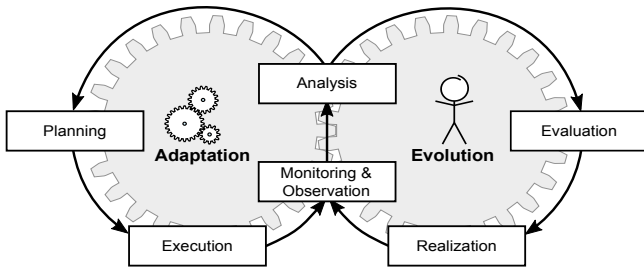 Analysis
Planning
Evaluation
Adaptation
Evolution
Monitoring &
Observation
Execution
Realization